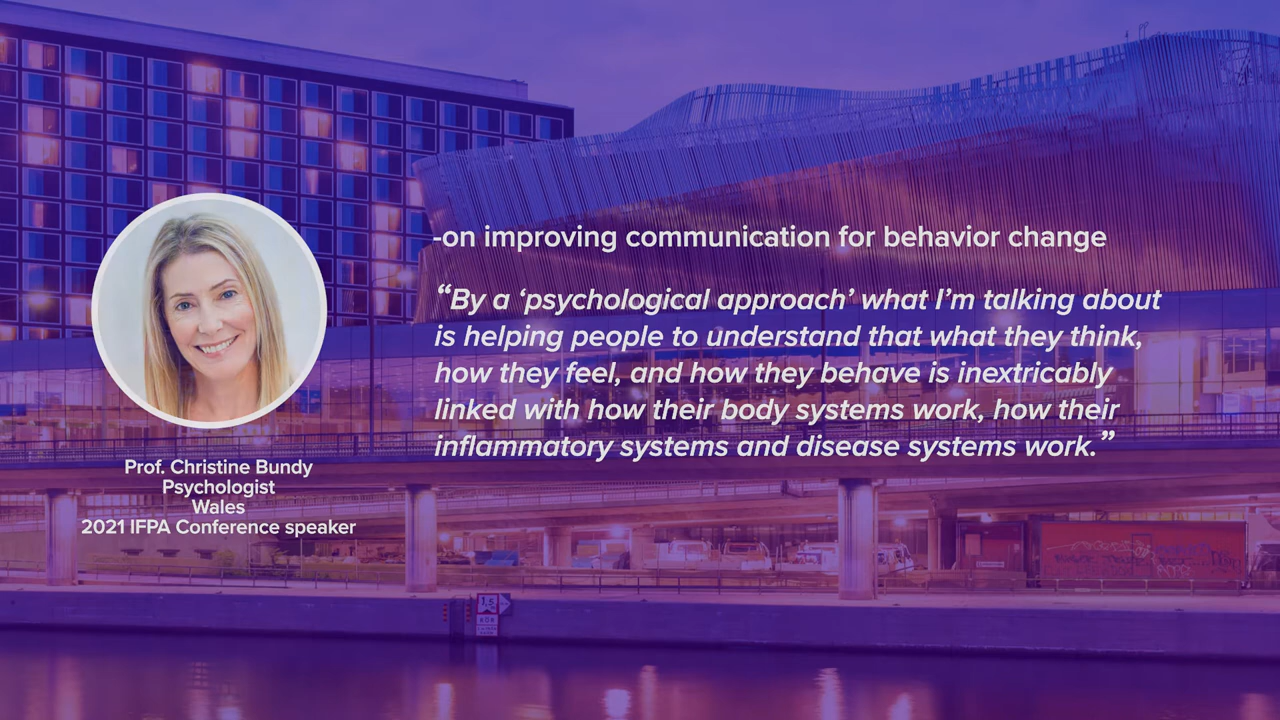 -on improving communication for behavior change
“By a ‘psychological approach’ what I’m talking about
is helping people to understand that what they think,
how they feel, and how they behave is inextricably
linked with how their body systems work, how their
inflammatory systems and disease systems work.”
Prof. Christine Bundy
Psychologist
Wales
2021 IFPA Conference speaker
1,5